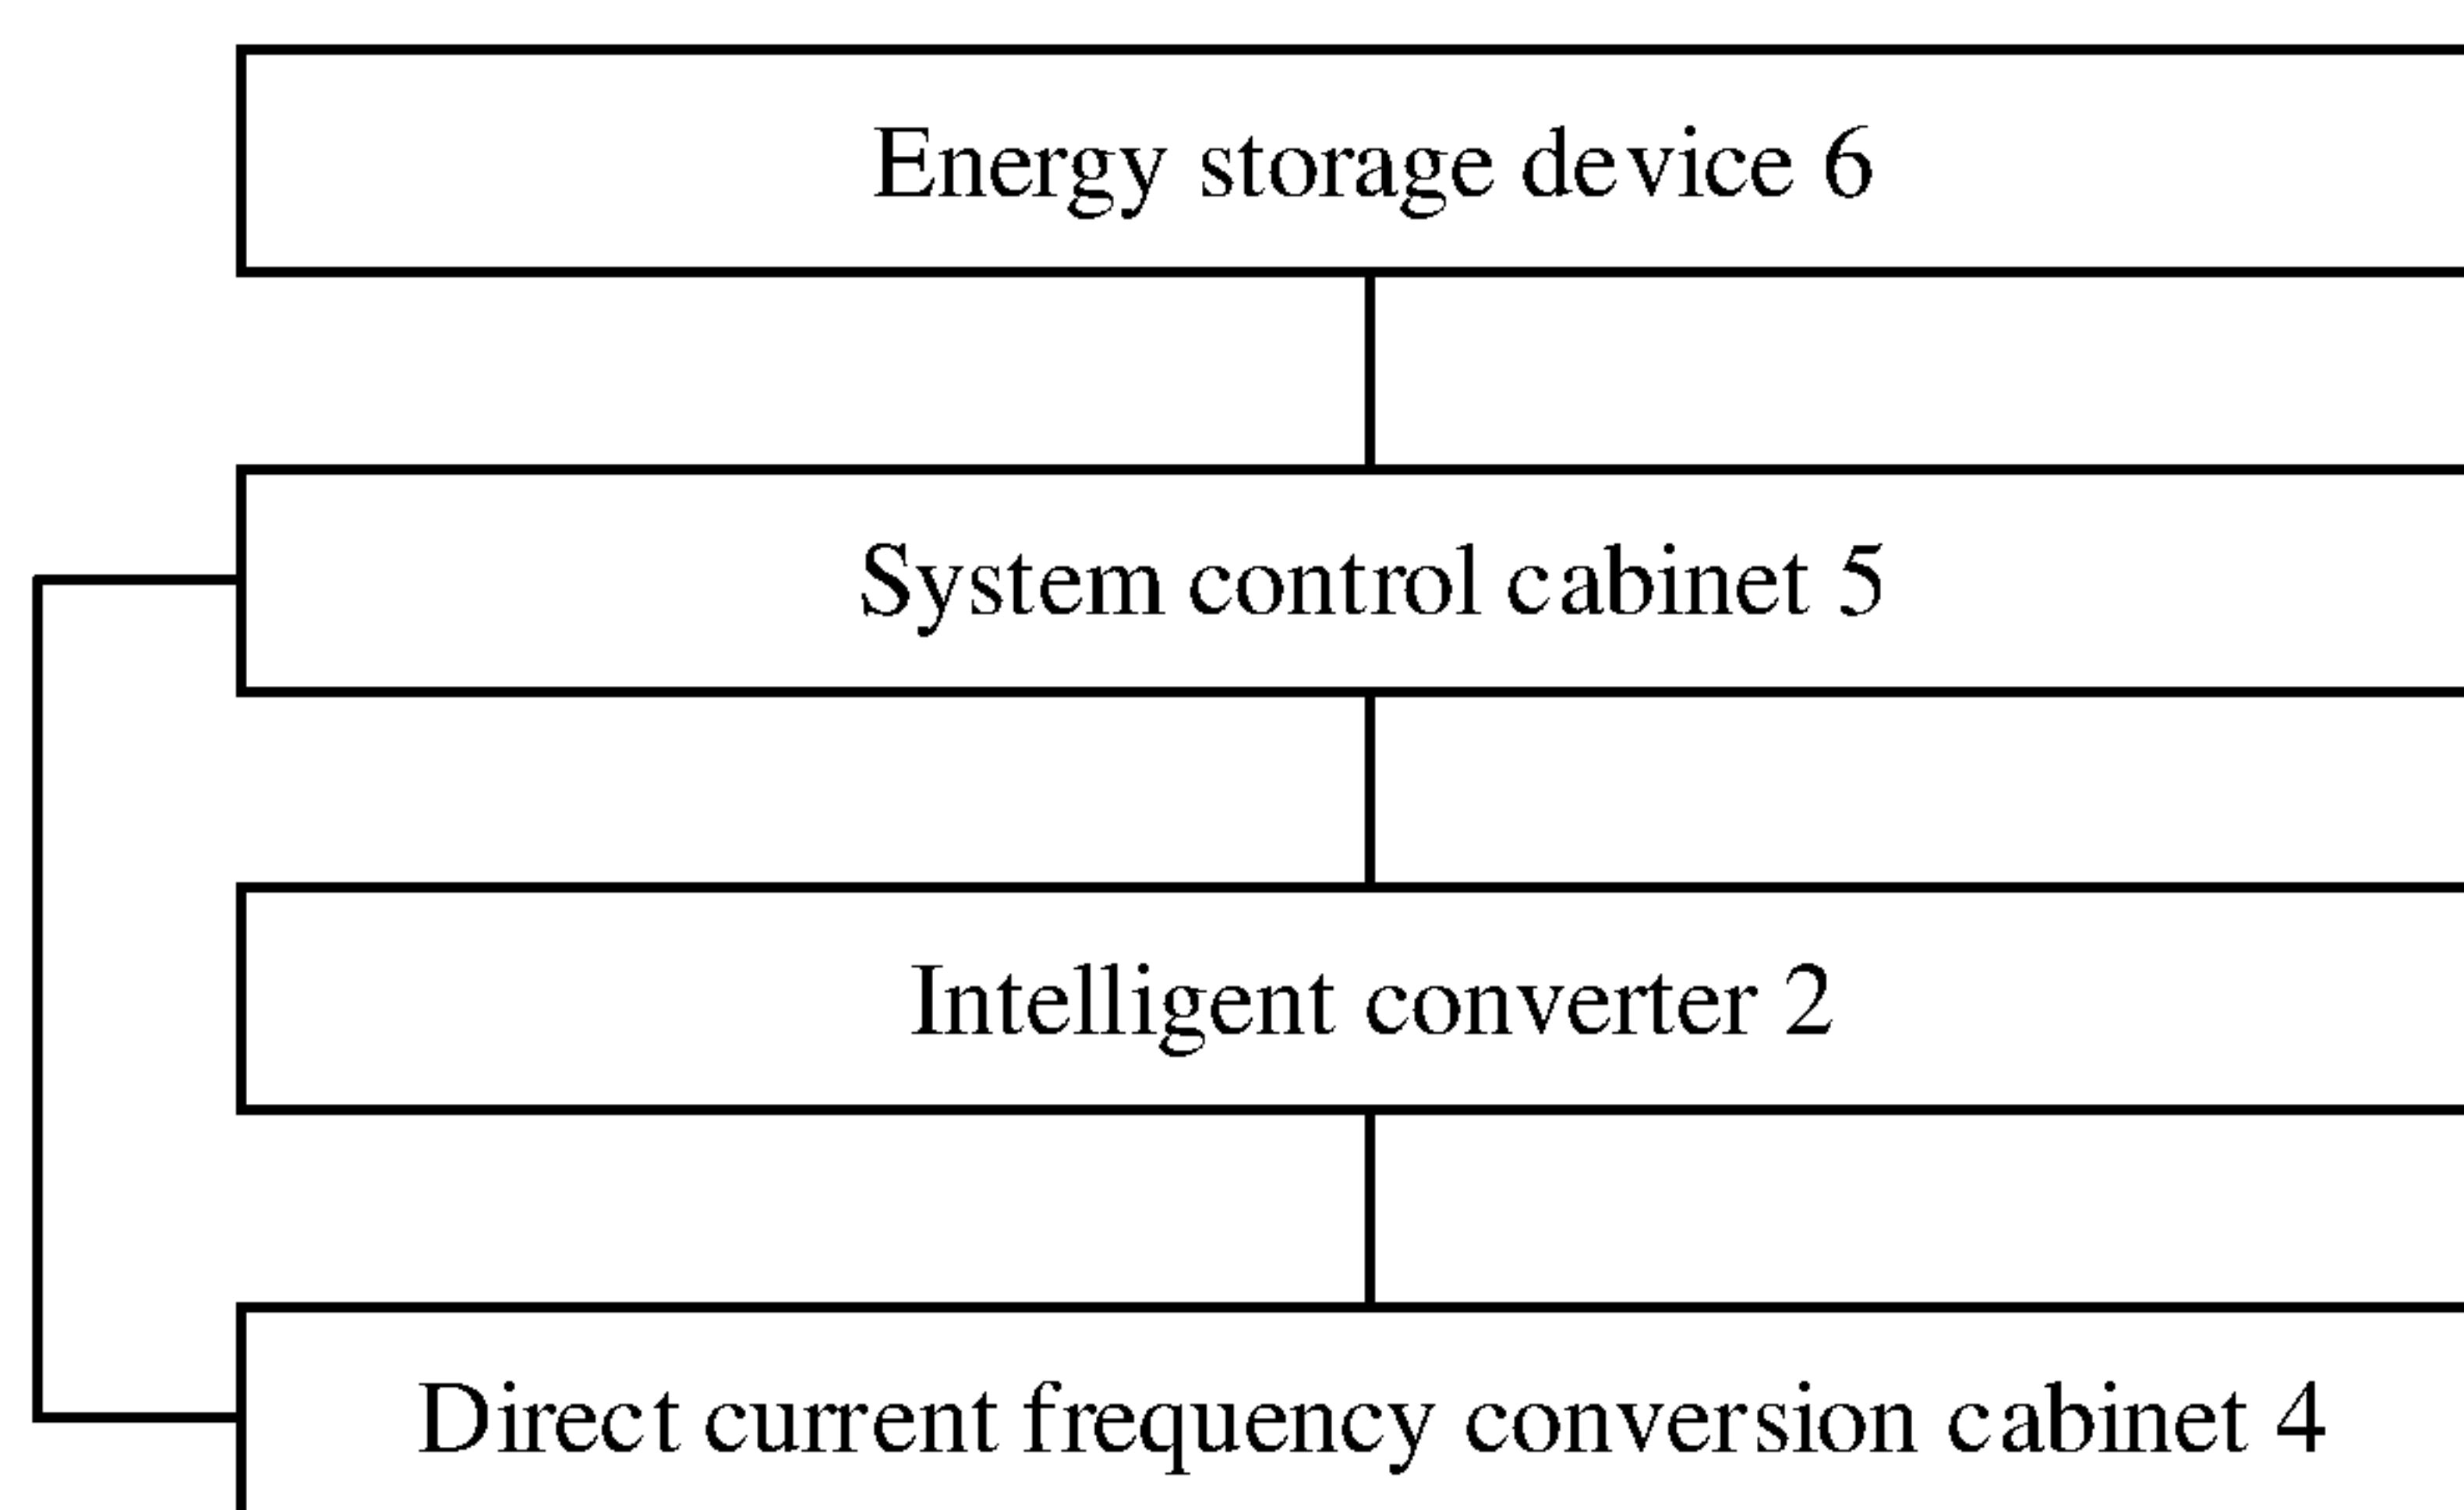 Energy storage device 6
System control cabinet 5
Intelligent converter 2
Direct current frequency conversion cabinet 4